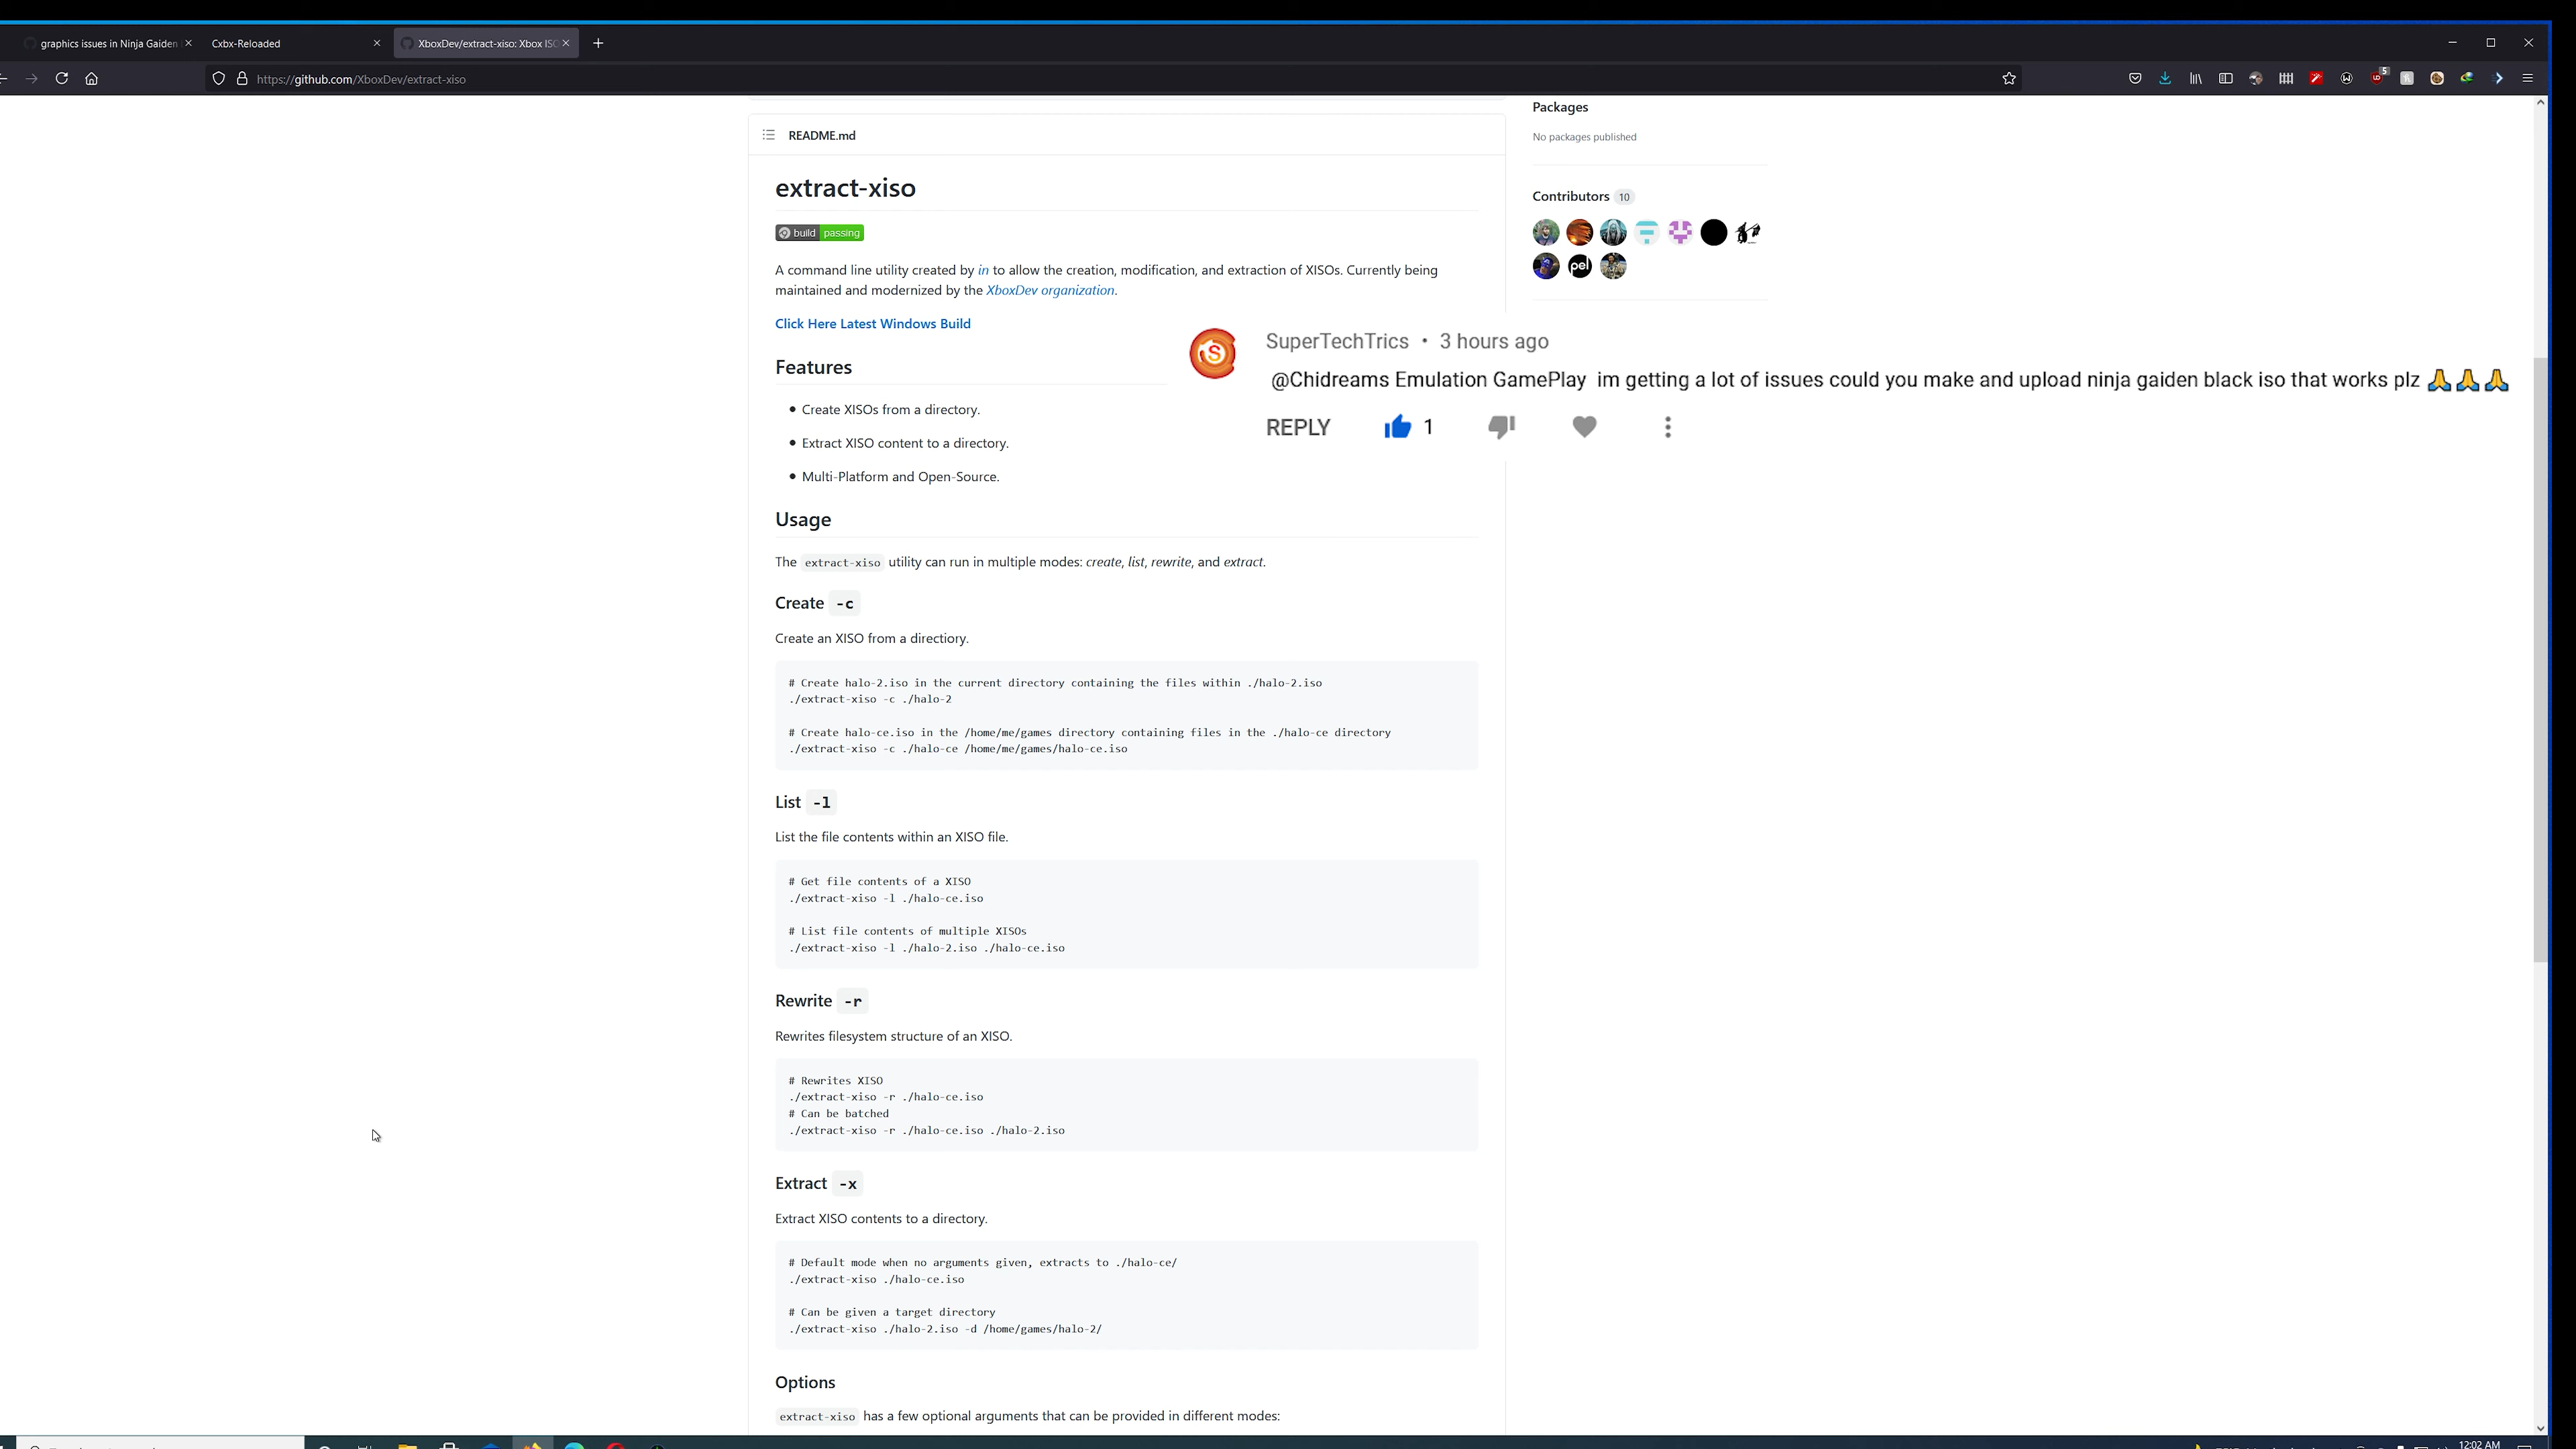 graphics issues in Ninja Gaiden
Cxbx-Reloaded
XboxDev/extract-xiso: Xbox ISO
https://github.com/XboxDev/extract-xiso
5
README.md
extract-xiso
build passing
A command line utility created by in to allow the creation, modification, and extraction of XISOs. Currently being
maintained and modernized by the XboxDev organization.
Click Here Latest Windows Build
Features
• Create XISOs from a directory.
• Extract XISO content to a directory.
• Multi-Platform and Open-Source.
Usage
The extract-xiso utility can run in multiple modes: create, list, rewrite, and extract.
Create -c
Create an XISO from a directiory.
# Create halo-2.iso in the current directory containing the files within ./halo-2.iso
./extract-xiso -c ./halo-2
# Create halo-ce.iso in the /home/me/games directory containing files in the ./halo-ce directory
./extract-xiso -c ./halo-ce /home/me/games/halo-ce.iso
List -l
List the file contents within an XISO file.
# Get file contents of a XISO
./extract-xiso -l ./halo-ce.iso
# List file contents of multiple XISOs
./extract-xiso -l ./halo-2.iso ./halo-ce.iso
Rewrite -r
Rewrites filesystem structure of an XISO.
# Rewrites XISO
./extract-xiso -r ./halo-ce.iso
# Can be batched
./extract-xiso -r ./halo-ce.iso ./halo-2.iso
Extract -x
Extract XISO contents to a directory.
# Default mode when no arguments given, extracts to ./halo-ce/
./extract-xiso ./halo-ce.iso
# Can be given a target directory
./extract-xiso ./halo-2.iso -d /home/games/halo-2/
Options
extract-xiso has a few optional arguments that can be provided in different modes:
Packages
No packages published
Contributors 10
pel
S
SuperTechTrics • 3 hours ago
@Chidreams Emulation GamePlay im getting a lot of issues could you make and upload ninja gaiden black iso that works plz 🙏🙏🙏
REPLY 1
12:02 AM